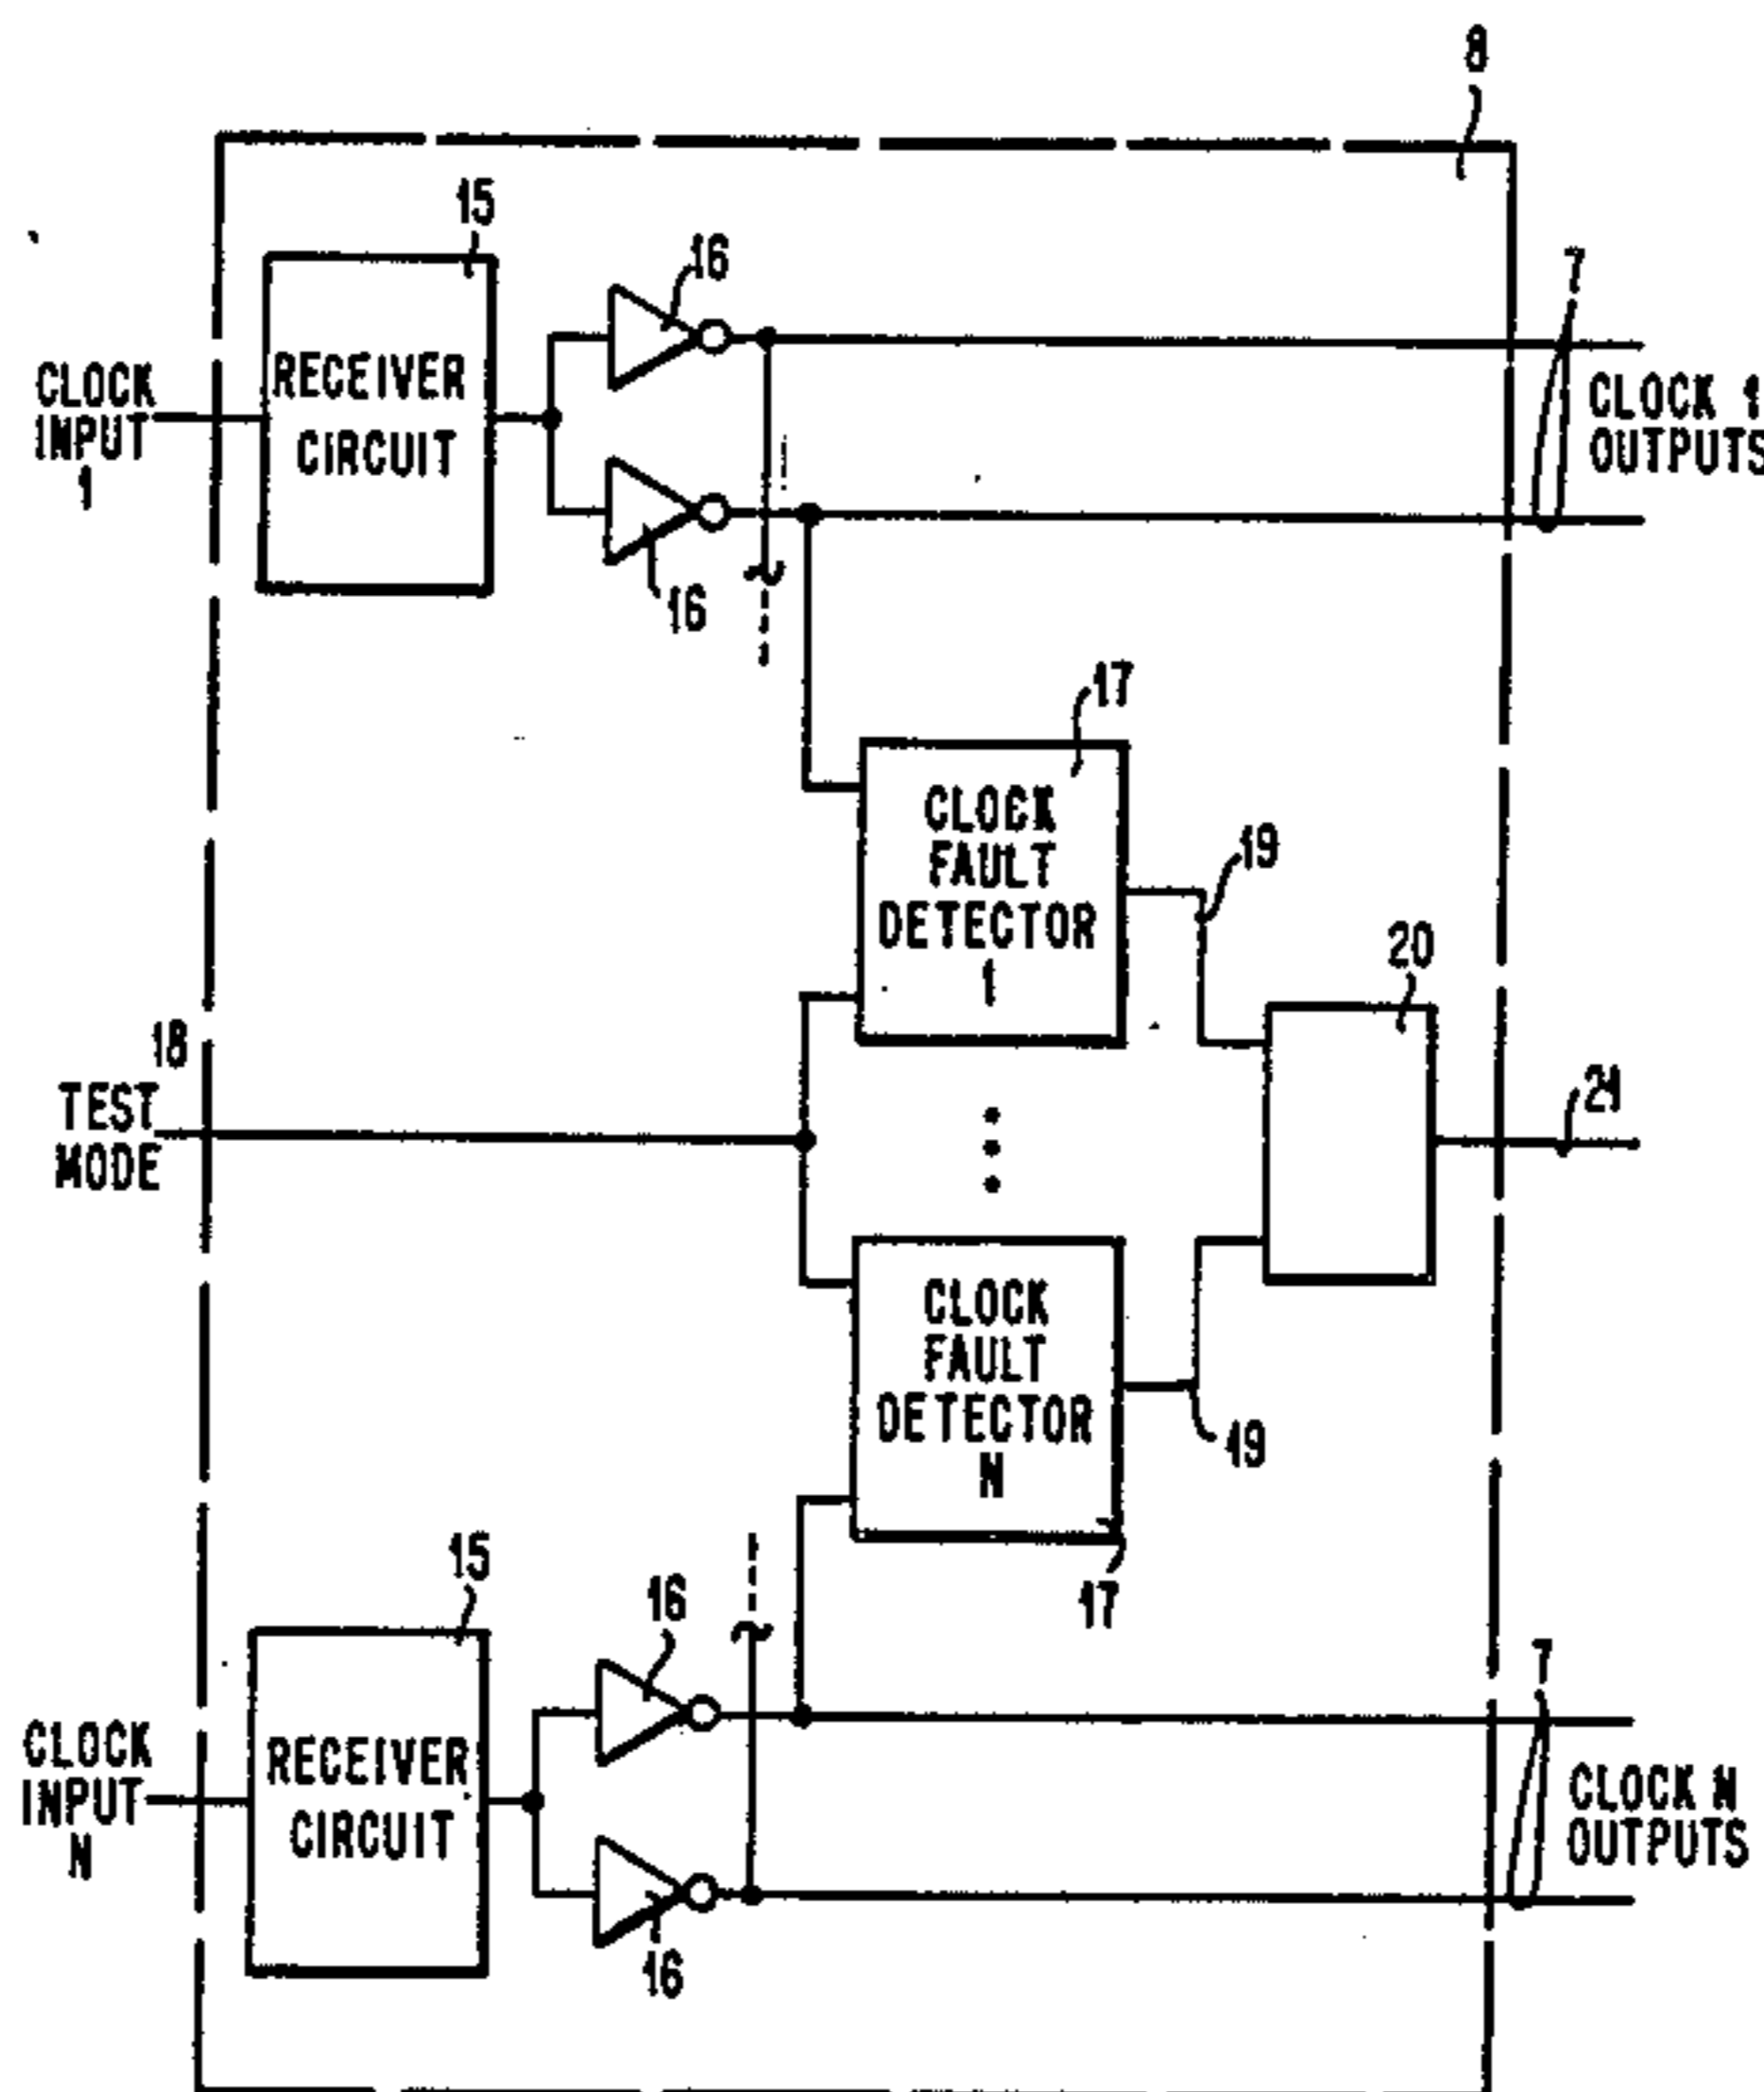 8
15
16
7
CLOCK
INPUT
1
RECEIVER
CIRCUIT
CLOCK 1
OUTPUTS
16
17
CLOCK
FAULT
DETECTOR
1
19
20
18
TEST
MODE
21
CLOCK
FAULT
DETECTOR
N
19
15
16
17
7
CLOCK
INPUT
N
RECEIVER
CIRCUIT
CLOCK N
OUTPUTS
16